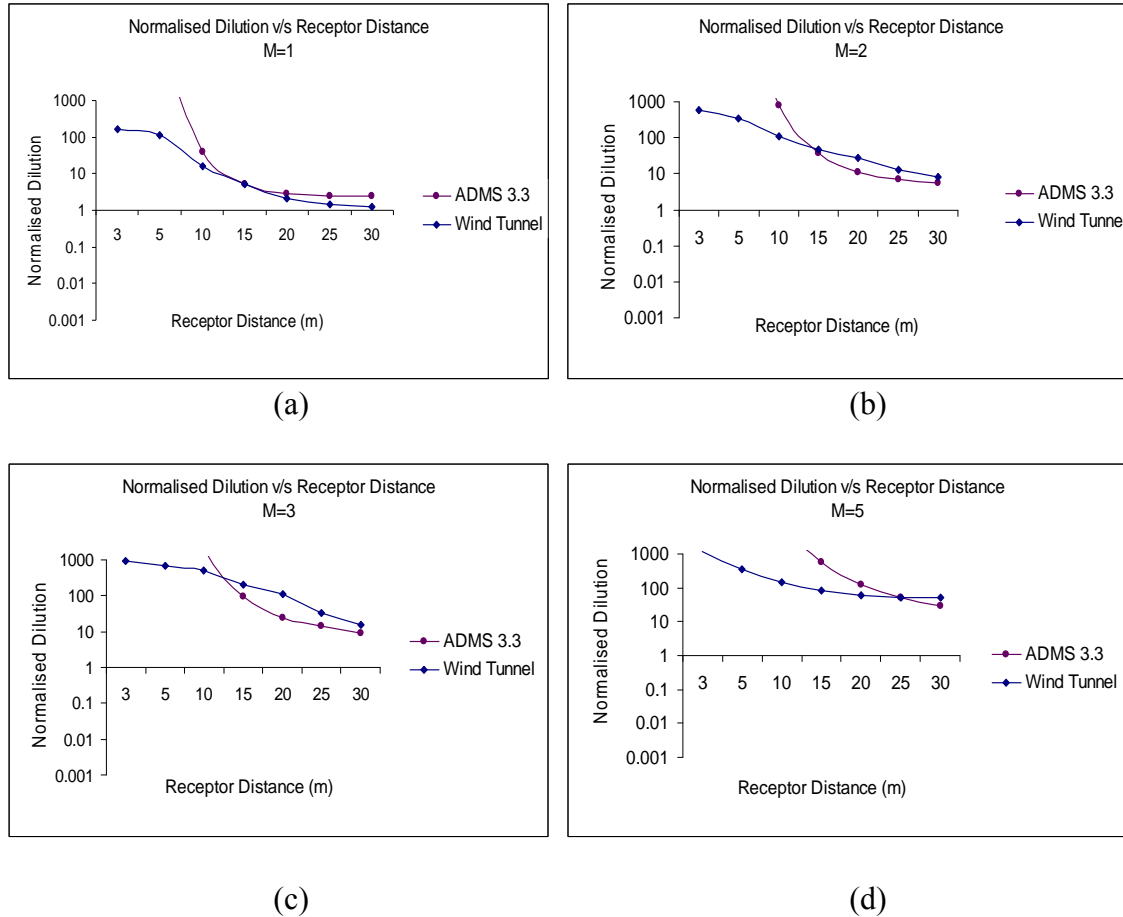 Normalised Dilution v/s Receptor Distance
M=1
Normalised Dilution
1000
100
10
1
0.1
0.01
0.001
3 5 10 15 20 25 30
Receptor Distance (m)
ADMS 3.3
Wind Tunnel
(a)
Normalised Dilution v/s Receptor Distance
M=2
Normalised Dilution
1000
100
10
1
0.1
0.01
0.001
3 5 10 15 20 25 30
Receptor Distance (m)
ADMS 3.3
Wind Tunnel
(b)
Normalised Dilution v/s Receptor Distance
M=3
Normalised Dilution
1000
100
10
1
0.1
0.01
0.001
3 5 10 15 20 25 30
Receptor Distance (m)
ADMS 3.3
Wind Tunnel
(c)
Normalised Dilution v/s Receptor Distance
M=5
Normalised Dilution
1000
100
10
1
0.1
0.01
0.001
3 5 10 15 20 25 30
Receptor Distance (m)
ADMS 3.3
Wind Tunnel
(d)